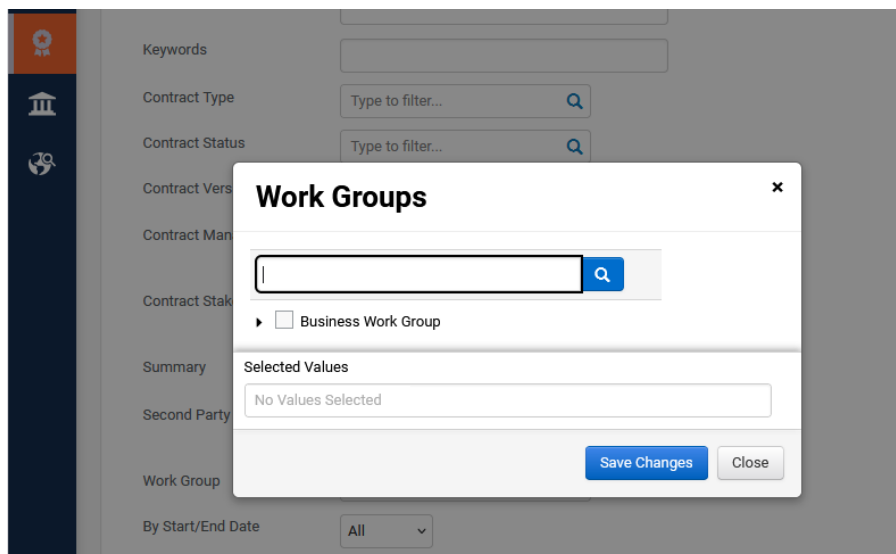 Keywords
Contract Type
Type to filter...
Contract Status
Type to filter...
Contract Vers
Work Groups
×
Contract Man
Contract Stak
Business Work Group
Summary
Selected Values
No Values Selected
Second Party
Save Changes
Close
Work Group
By Start/End Date
All